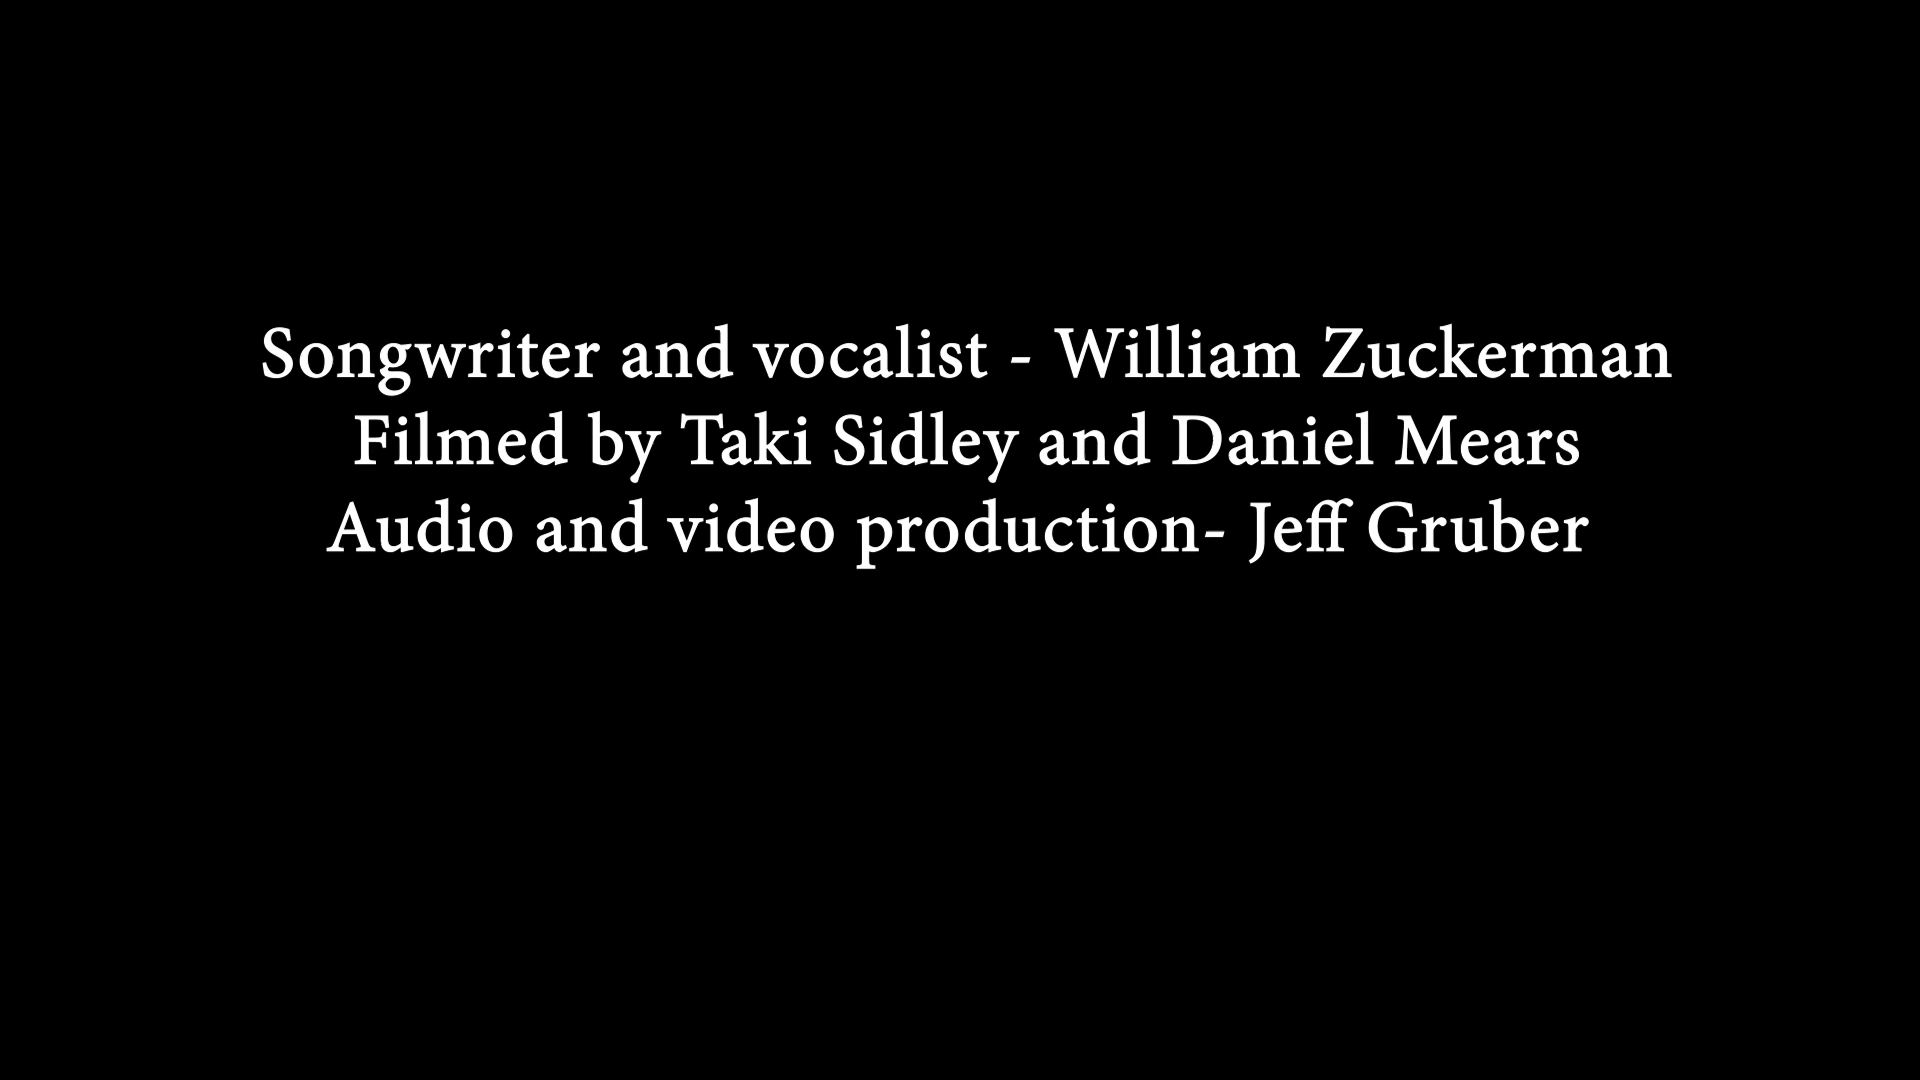 Songwriter and vocalist - William Zuckerman
Filmed by Taki Sidley and Daniel Mears
Audio and video production- Jeff Gruber